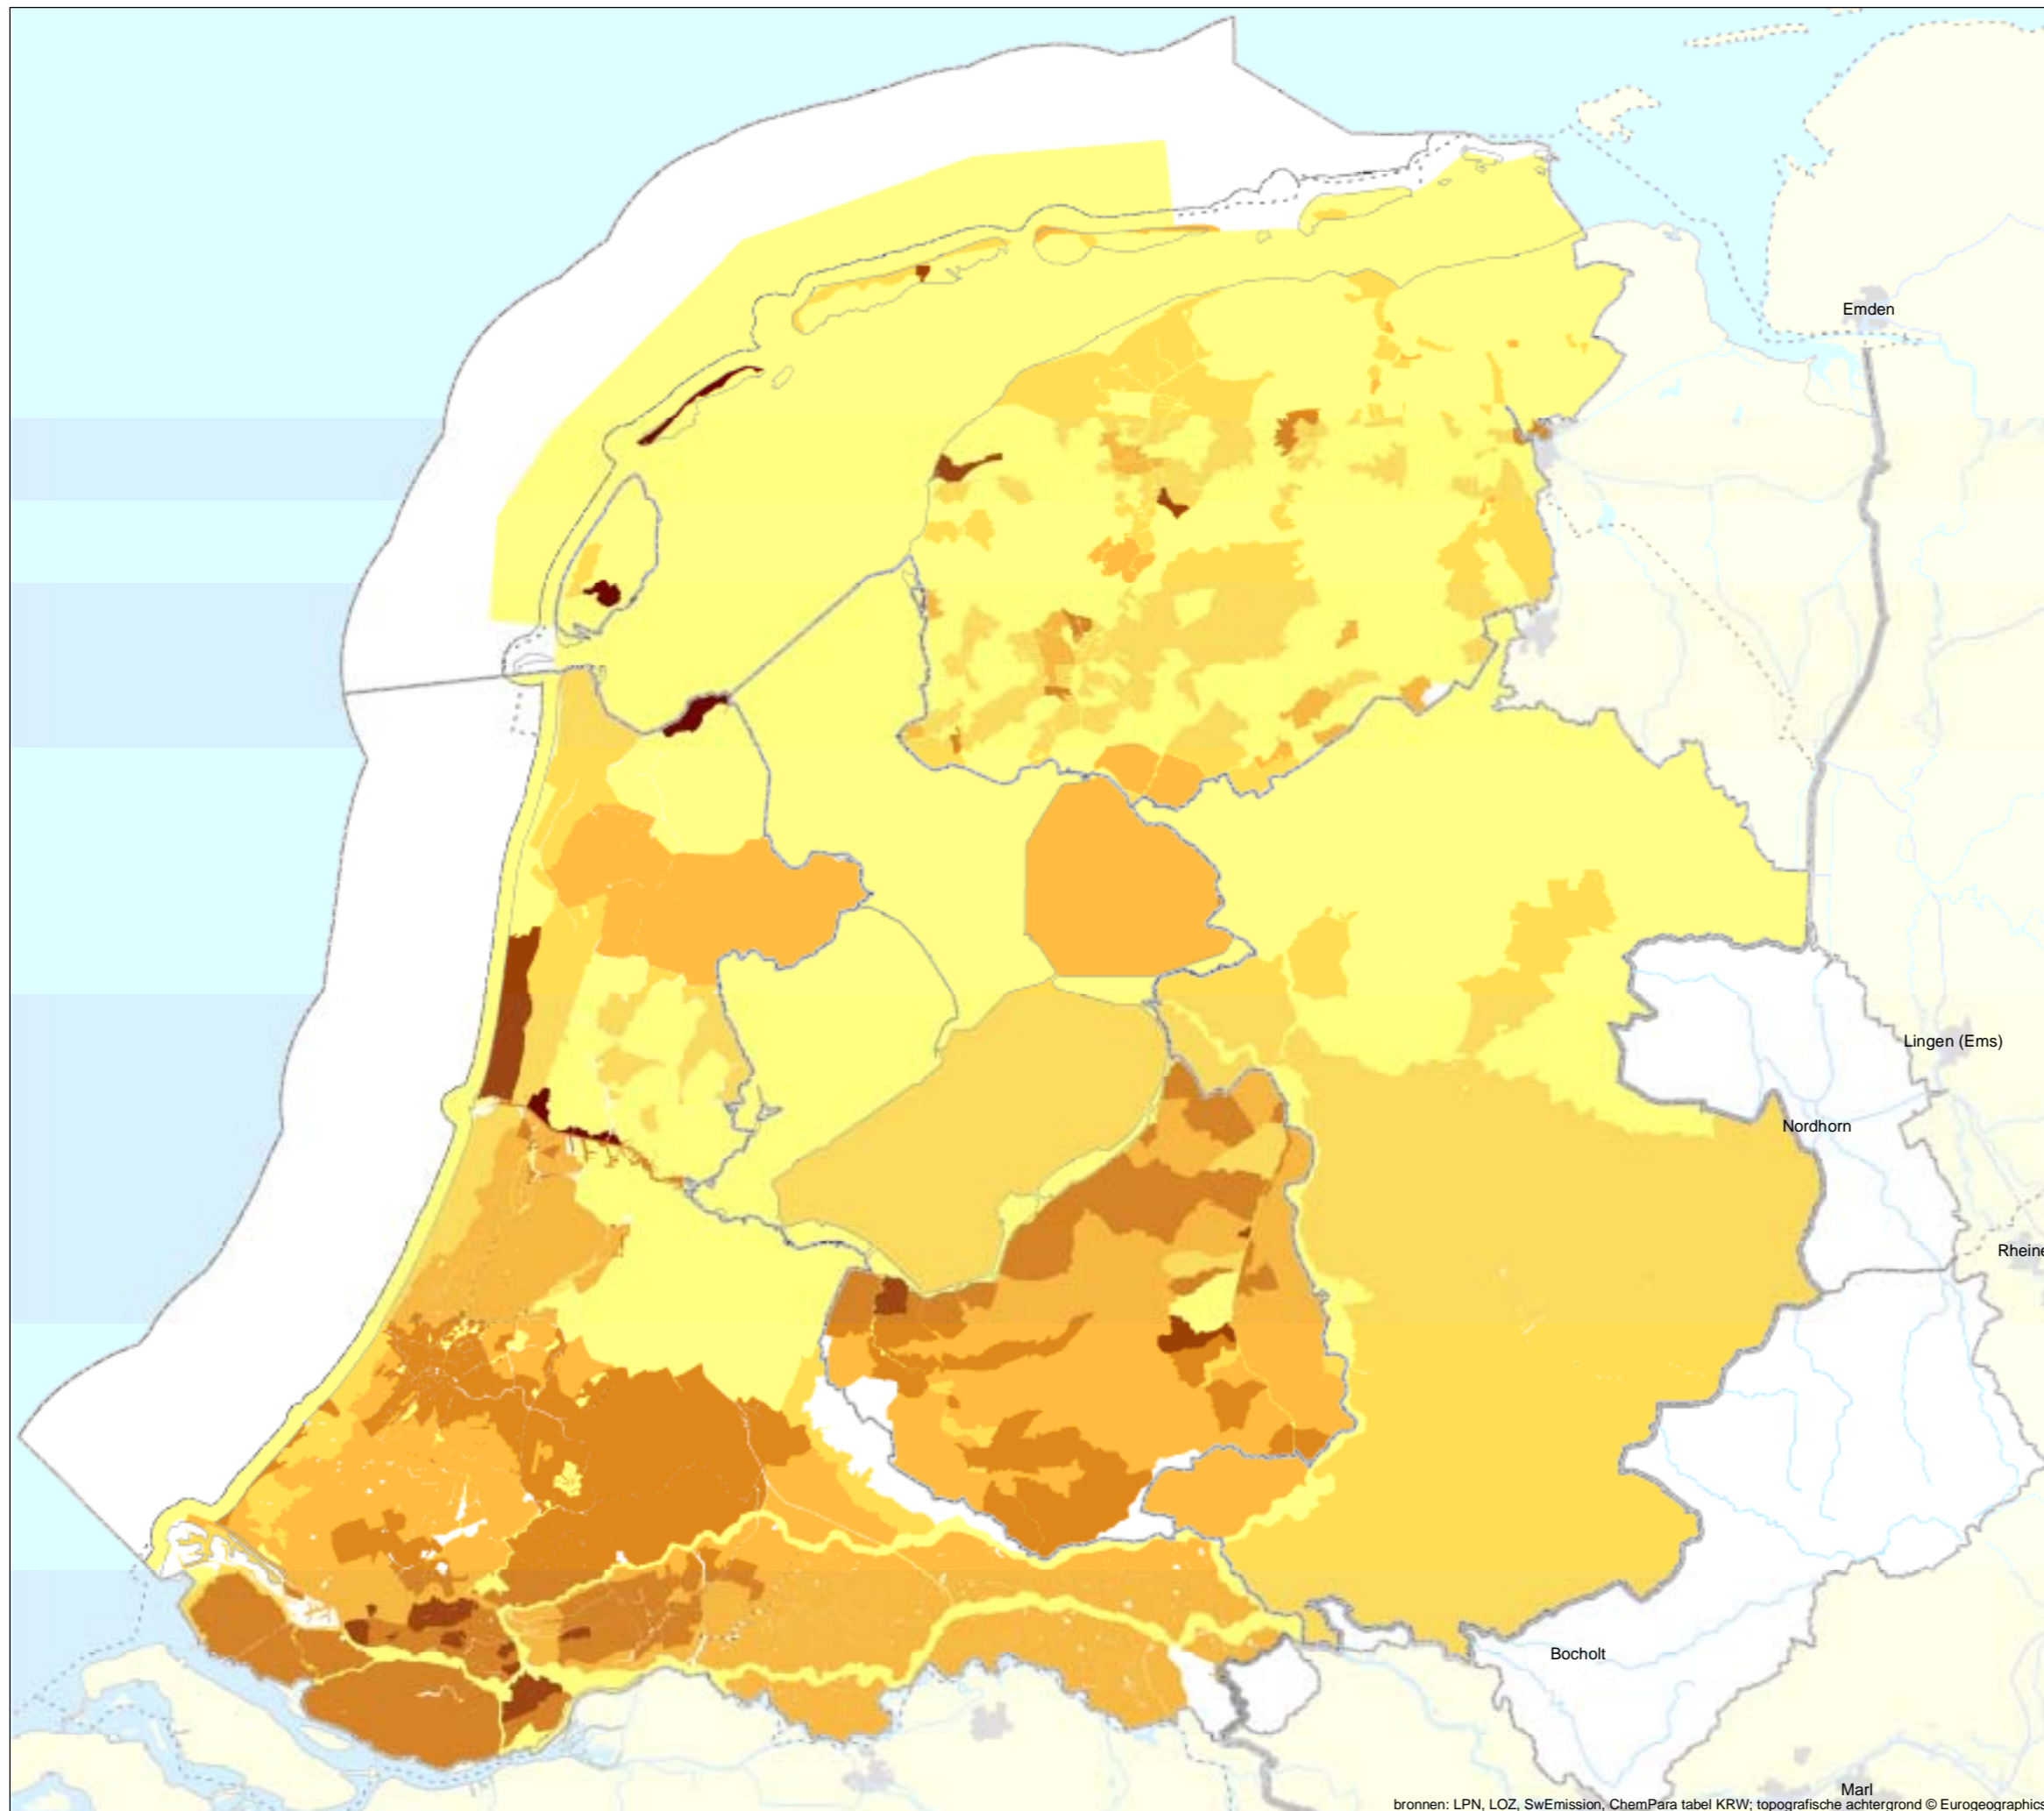 Emden
Lingen (Ems)
Nordhorn
Rheine
Bocholt
Marl
bronnen: LPN, LOZ, SwEmission, ChemPara tabel KRW; topografische achtergrond © Eurogeographics